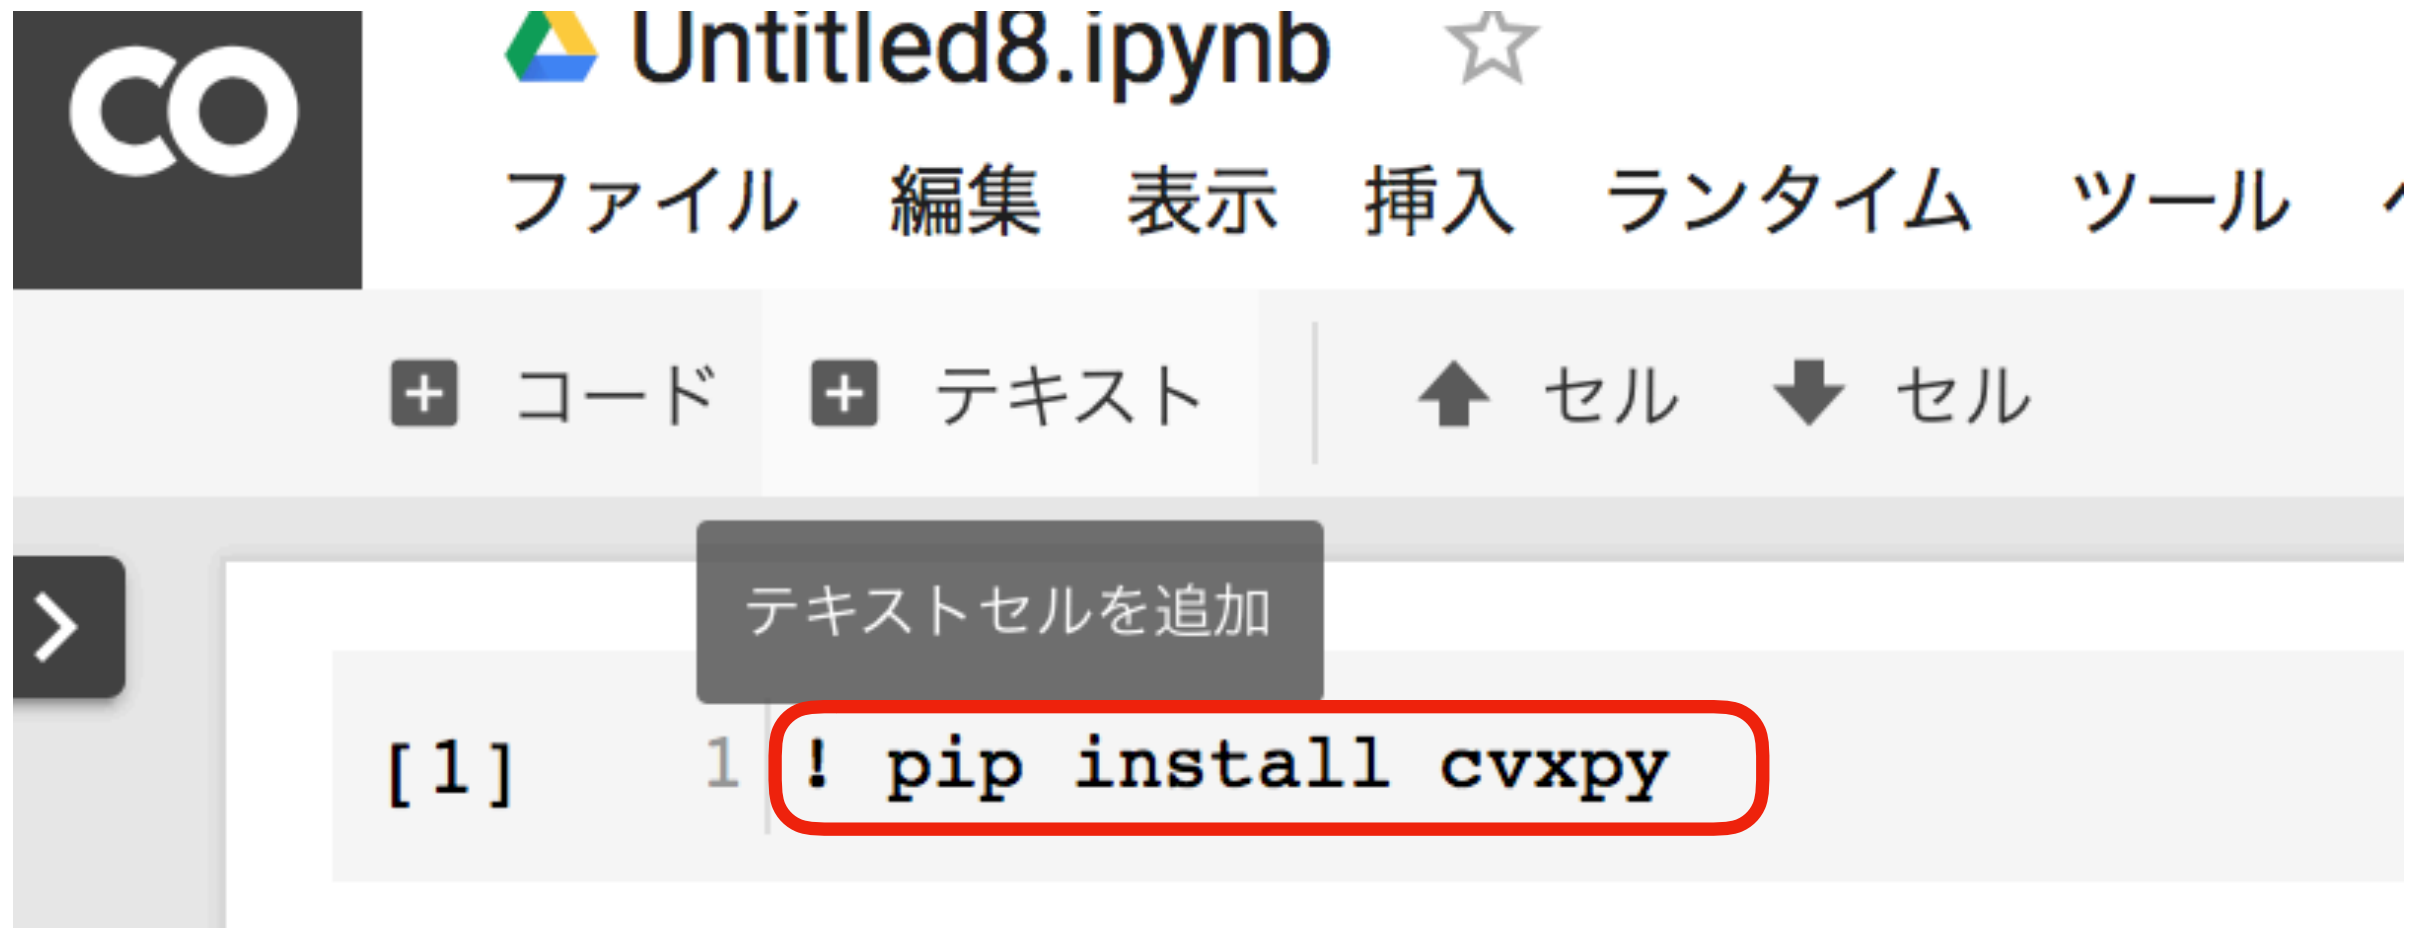 CO
Untitled8.ipynb
ファイル 編集 表示 挿入 ランタイム ツール
コード テキスト セル セル
テキストセルを追加
[1] 1 ! pip install cvxpy